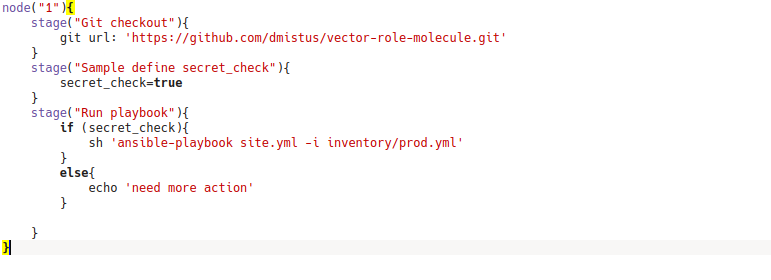 node("1"){
    stage("Git checkout"){
        git url: 'https://github.com/dmistus/vector-role-molecule.git'
    }
    stage("Sample define secret_check"){
        secret_check=true
    }
    stage("Run playbook"){
        if (secret_check){
            sh 'ansible-playbook site.yml -i inventory/prod.yml'
        }
        else{
            echo 'need more action'
        }

    }
}